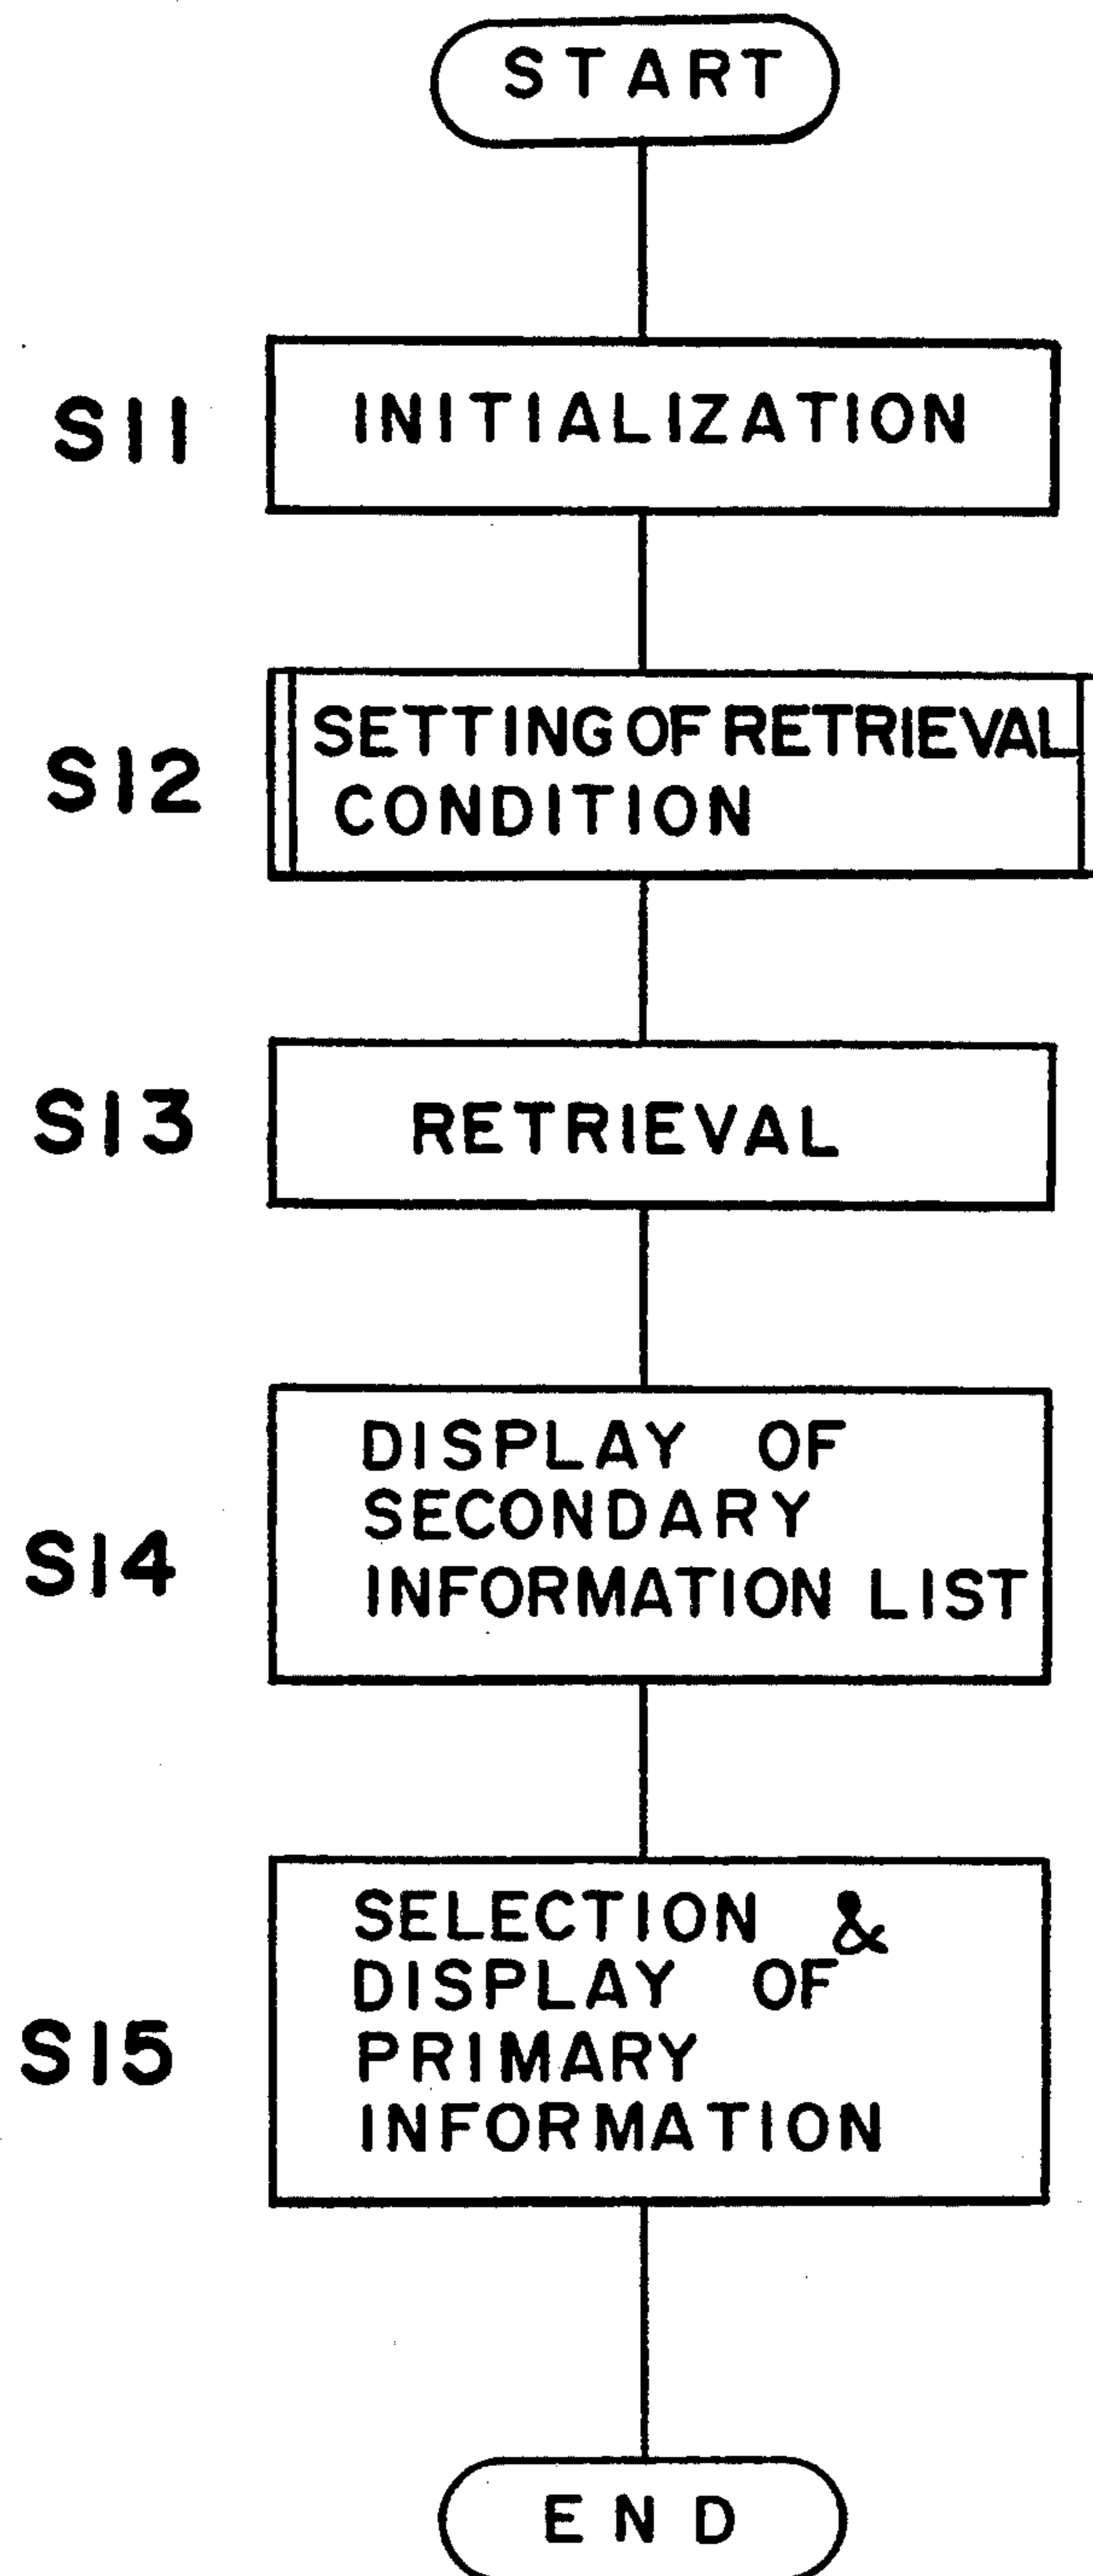 START
S11
INITIALIZATION
S12
SETTING OF RETRIEVAL
CONDITION
S13
RETRIEVAL
S14
DISPLAY OF
SECONDARY
INFORMATION LIST
S15
SELECTION &
DISPLAY OF
PRIMARY
INFORMATION
END